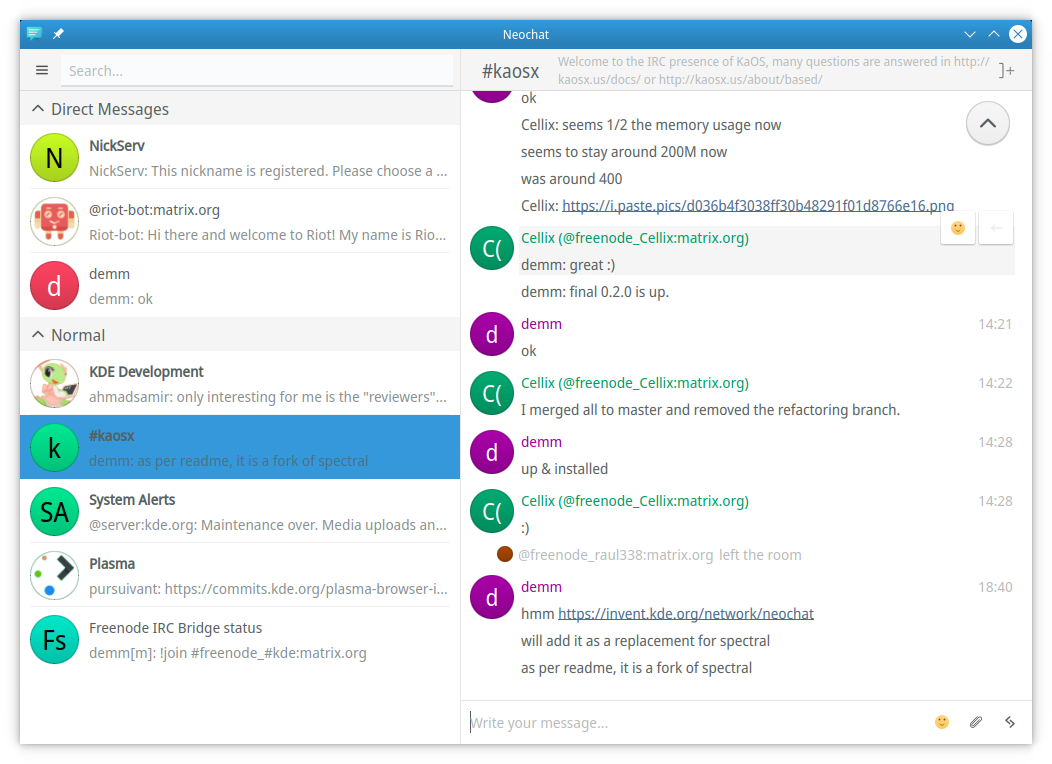 Neochat
Search...
Direct Messages
N
NickServ
NickServ: This nickname is registered. Please choose a ...
@riot-bot:matrix.org
Riot-bot: Hi there and welcome to Riot! My name is Rio...
d
demm
demm: ok
Normal
KDE Development
ahmadsamir: only interesting for me is the "reviewers"...
k
#kaosx
demm: as per readme, it is a fork of spectral
SA
System Alerts
@server:kde.org: Maintenance over. Media uploads an...
Plasma
pursuivant: https://commits.kde.org/plasma-browser-i...
Fs
Freenode IRC Bridge status
demm[m]: !join #freenode_#kde:matrix.org
#kaosx
Welcome to the IRC presence of KaOS, many questions are answered in http://
kaosx.us/docs/ or http://kaosx.us/about/based/
ok
Cellix: seems 1/2 the memory usage now
seems to stay around 200M now
was around 400
Cellix: https://i.paste.pics/d036b4f3038ff30b48291f01d8766e16.png
C(
Cellix (@freenode_Cellix:matrix.org)
demm: great :)
demm: final 0.2.0 is up.
d
demm 14:21
ok
C(
Cellix (@freenode_Cellix:matrix.org) 14:22
I merged all to master and removed the refactoring branch.
d
demm 14:28
up & installed
C(
Cellix (@freenode_Cellix:matrix.org) 14:28
:)
@freenode_raul338:matrix.org left the room
d
demm 18:40
hmm https://invent.kde.org/network/neochat
will add it as a replacement for spectral
as per readme, it is a fork of spectral
Write your message...